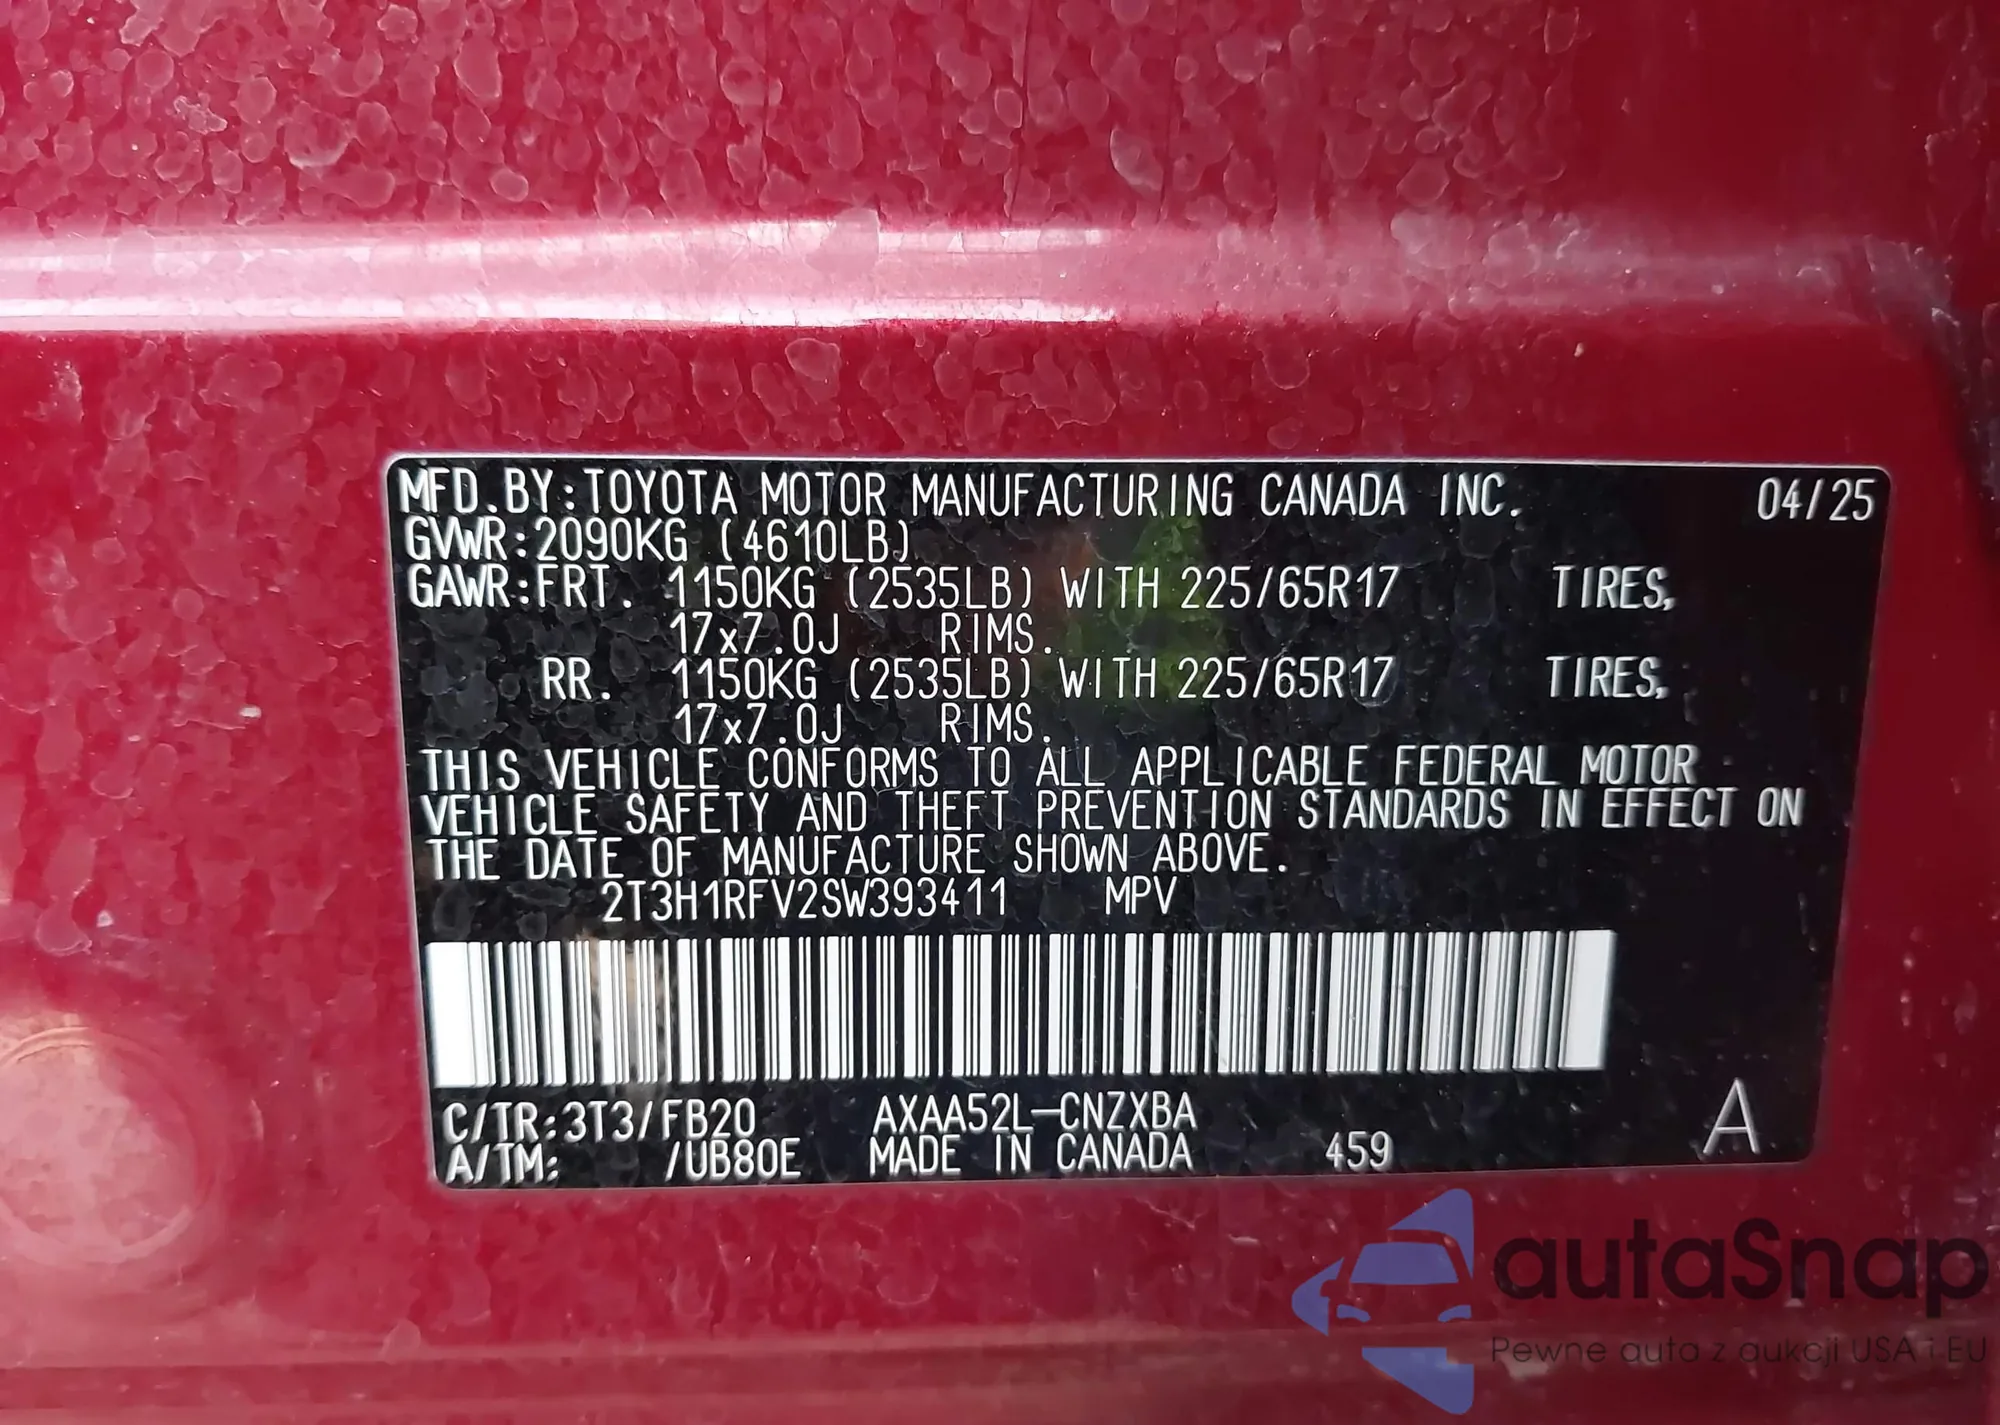 MFD.BY:TOYOTA MOTOR MANUFACTURING CANADA INC. 04/25
GVWR:2090KG (4610LB)
GAWR:FRT. 1150KG (2535LB) WITH 225/65R17 TIRES,
17x7.0J RIMS.
RR. 1150KG (2535LB) WITH 225/65R17 TIRES,
17x7.0J RIMS.
THIS VEHICLE CONFORMS TO ALL APPLICABLE FEDERAL MOTOR
VEHICLE SAFETY AND THEFT PREVENTION STANDARDS IN EFFECT ON
THE DATE OF MANUFACTURE SHOWN ABOVE.
2T3H1RFV2SW393411 MPV
C/TR:3T3/FB20 AXAA52L-CNZXBA
A/TM: /UB80E MADE IN CANADA 459 A
autaSnap
Pewne auta z aukcji USA i EU